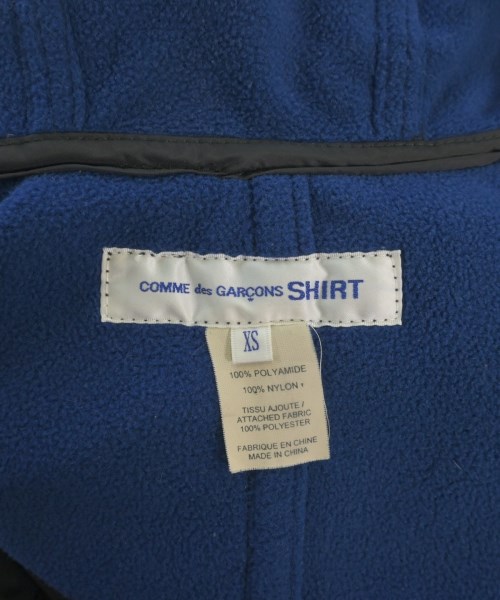 COMME des GARÇONS SHIRT
XS
100% POLYAMIDE
100% NYLON
TISSU AJOUTE /
ATTACHED FABRIC
100% POLYESTER
FABRIQUE EN CHINE
MADE IN CHINA